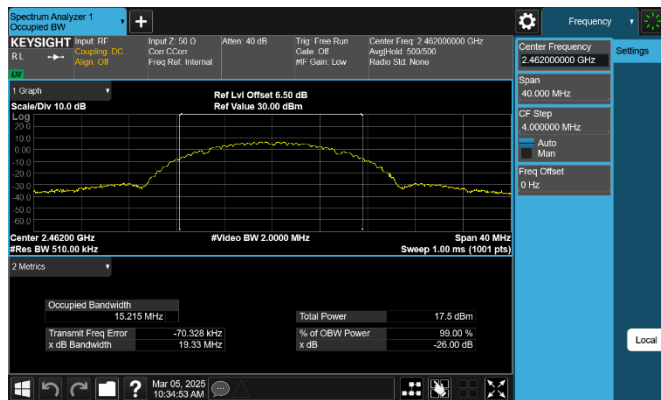 Spectrum Analyzer 1
Occupied BW
Frequency
KEYSIGHT
R L
Input: RF
Coupling: DC
Align: Off
Input Z: 50 Ω
Corr CCorr
Freq Ref: Internal
Atten: 40 dB
Trig: Free Run
Gate: Off
#IF Gain: Low
Center Freq: 2.462000000 GHz
Avg|Hold: 500/500
Radio Std: None
Center Frequency
2.462000000 GHz
Settings
Span
40.000 MHz
CF Step
4.000000 MHz
Auto
Man
Freq Offset
0 Hz
Local
1 Graph
Scale/Div 10.0 dB
Ref Lvl Offset 6.50 dB
Ref Value 30.00 dBm
Log
20.0
10.0
0.00
-10.0
-20.0
-30.0
-40.0
-50.0
-60.0
Center 2.46200 GHz
#Res BW 510.00 kHz
#Video BW 2.0000 MHz
Span 40 MHz
Sweep 1.00 ms (1001 pts)
2 Metrics
Occupied Bandwidth
15.215 MHz
Total Power 17.5 dBm
Transmit Freq Error -70.328 kHz
% of OBW Power 99.00 %
x dB Bandwidth 19.33 MHz
x dB -26.00 dB
?
Mar 05, 2025
10:34:53 AM